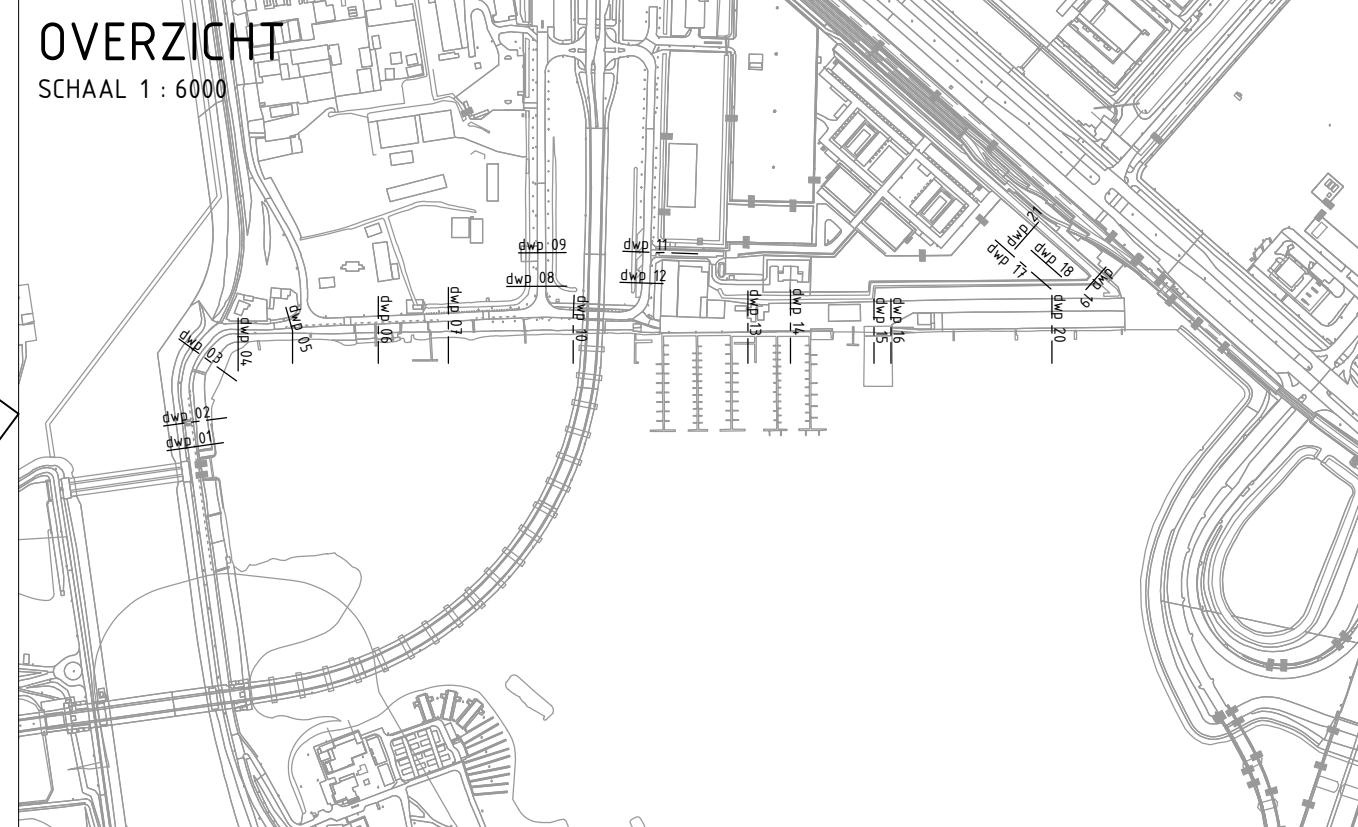 OVERZICHT
SCHAAL 1 : 6000
dwp 21
dwp 09
dwp 11
dwp 17
dwp 18
dwp 08
dwp 12
dwp 19
dwp 07
dwp 06
dwp 10
dwp 13
dwp 14
dwp 15
dwp 16
dwp 20
dwp 05
dwp 04
dwp 03
dwp 02
dwp 01